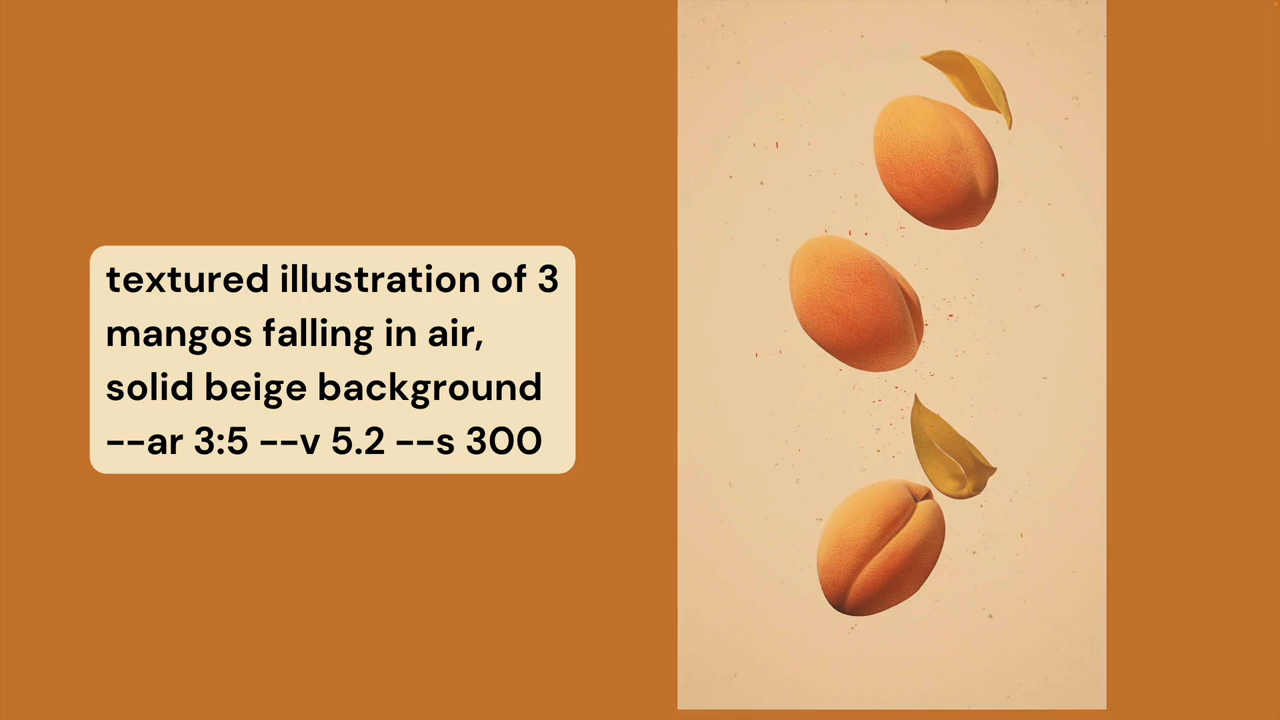 textured illustration of 3
mangos falling in air,
solid beige background
--ar 3:5 --v 5.2 --s 300